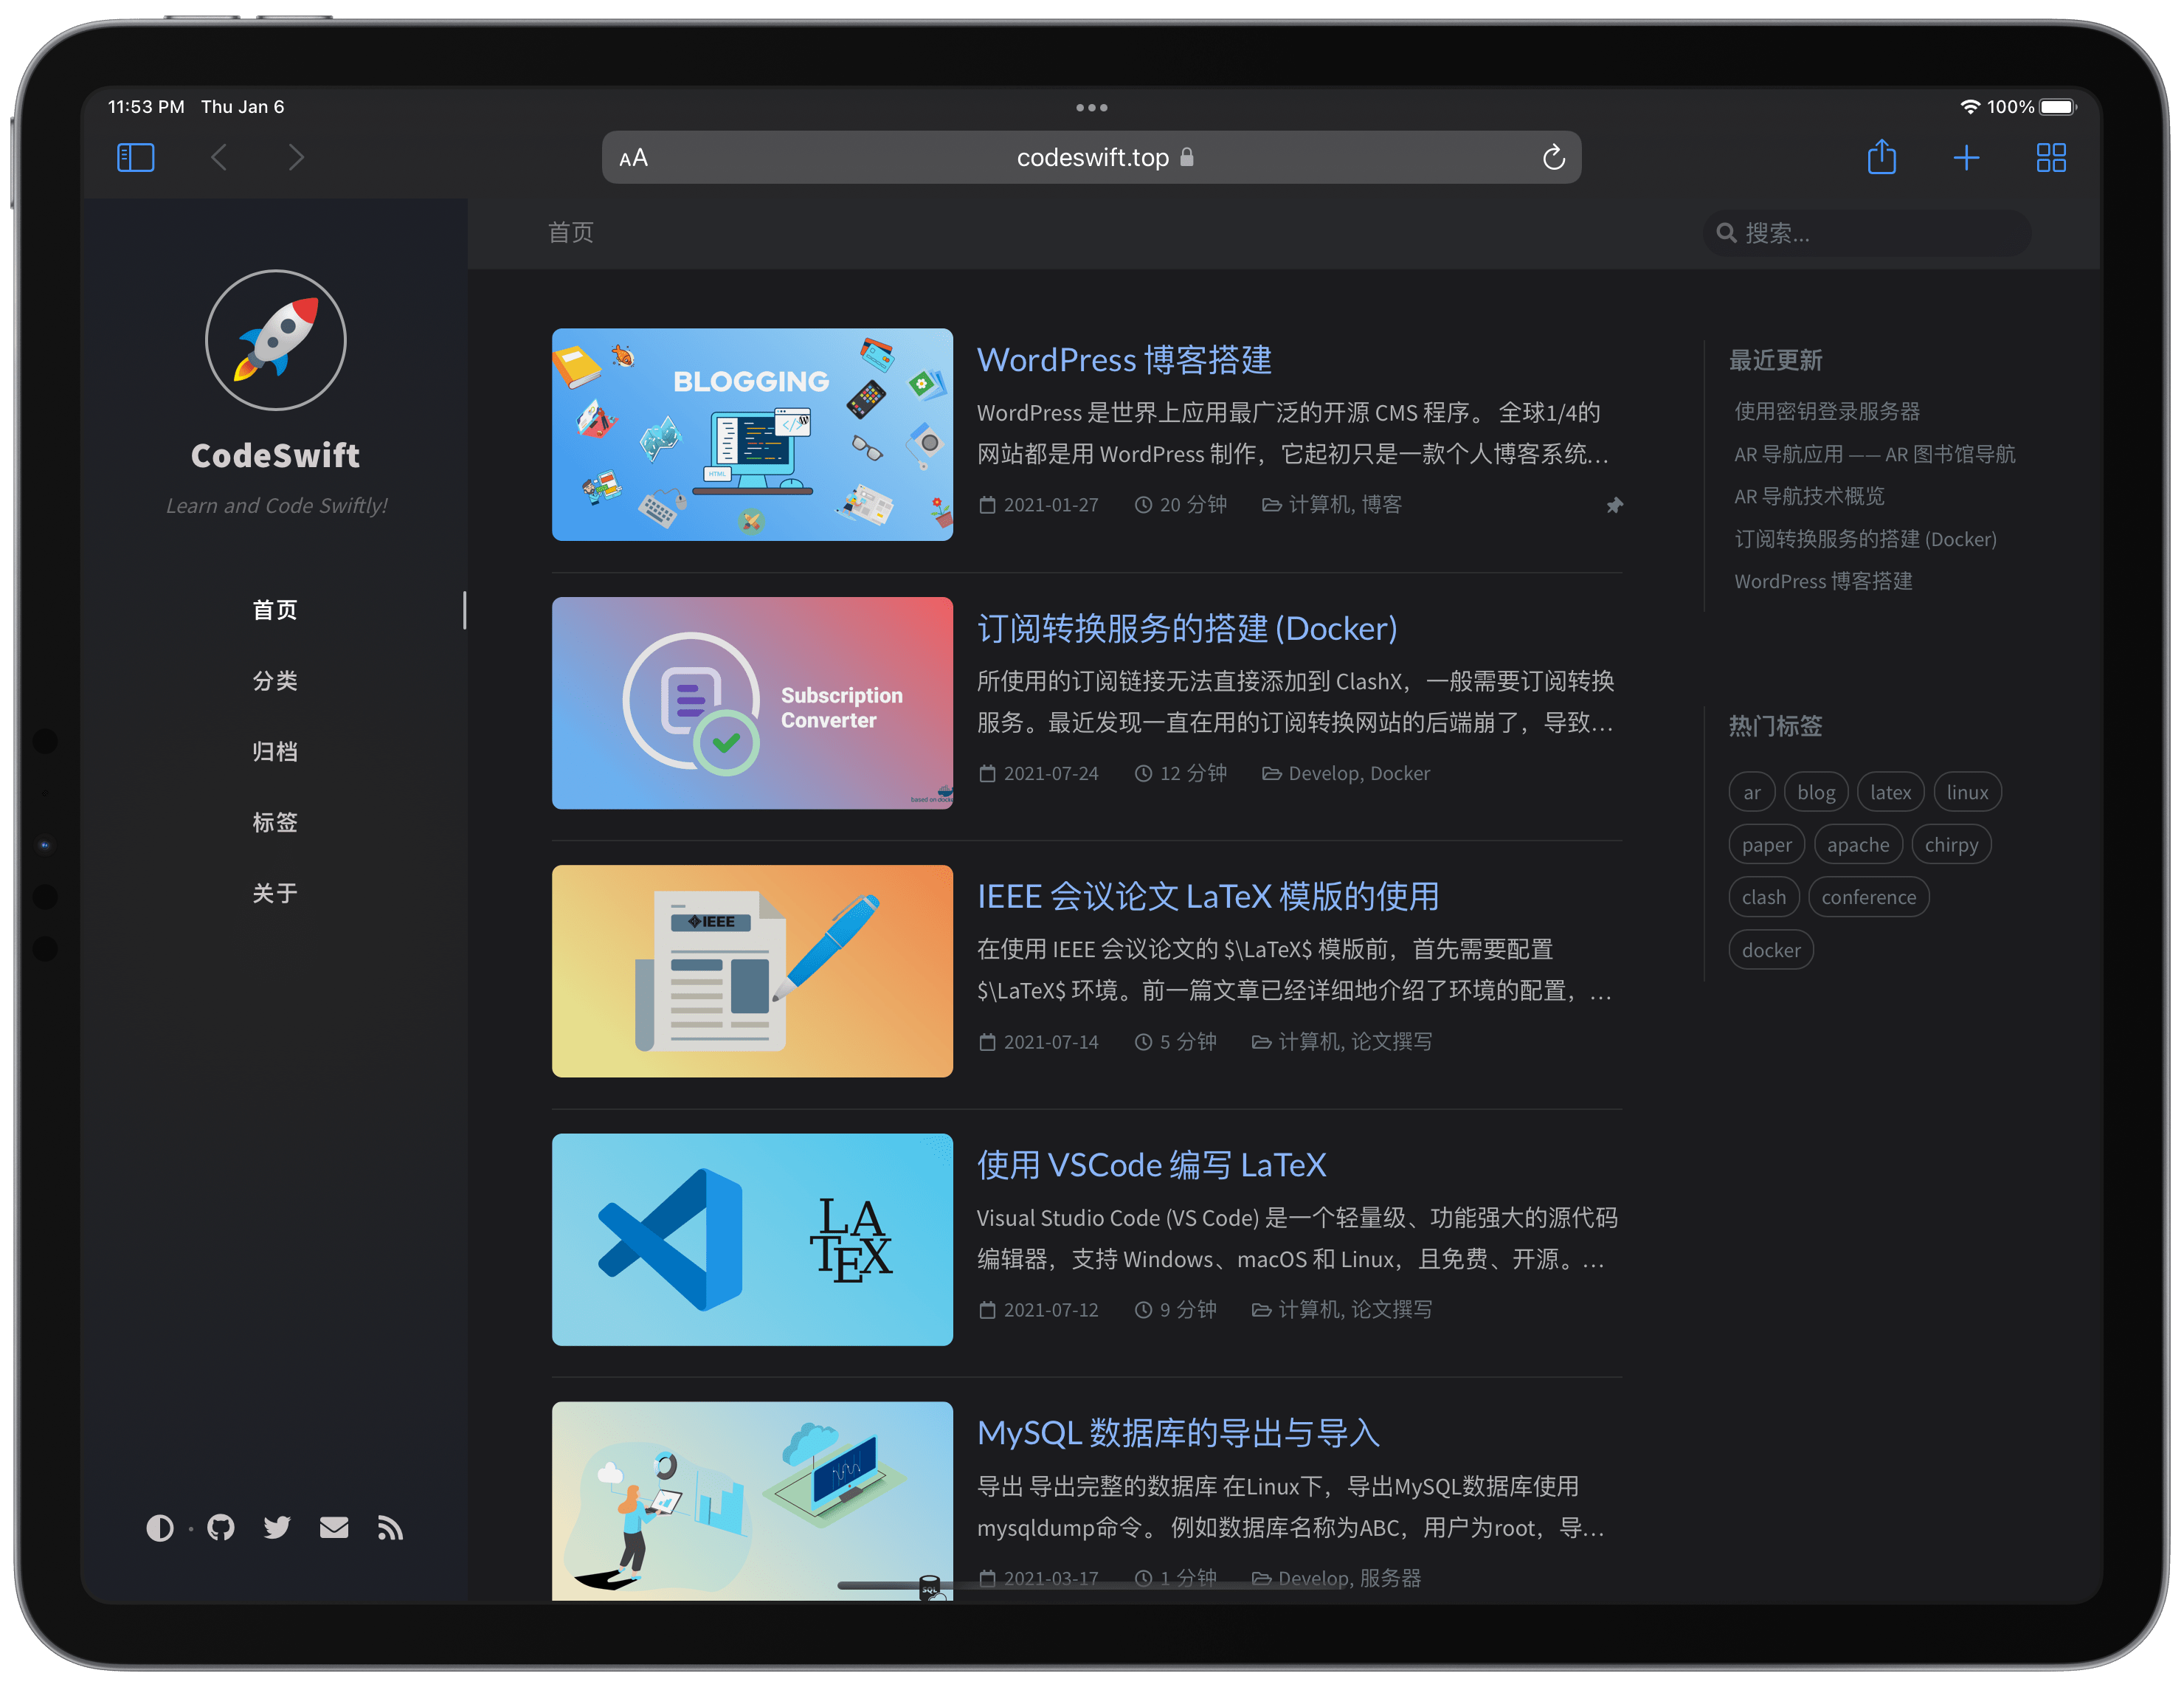 11:53 PM Thu Jan 6
100%
AA
codeswift.top
CodeSwift
Learn and Code Swiftly!
首页
分类
归档
标签
关于
首页
搜索...
BLOGGING
</>
HTML
WordPress 博客搭建
WordPress 是世界上应用最广泛的开源 CMS 程序。 全球1/4的
网站都是用 WordPress 制作，它起初只是一款个人博客系统...
2021-01-27 20 分钟 计算机, 博客
Subscription
Converter
based on docker
订阅转换服务的搭建 (Docker)
所使用的订阅链接无法直接添加到 ClashX，一般需要订阅转换
服务。最近发现一直在用的订阅转换网站的后端崩了，导致...
2021-07-24 12 分钟 Develop, Docker
IEEE
IEEE 会议论文 LaTeX 模版的使用
在使用 IEEE 会议论文的 $\LaTeX$ 模版前，首先需要配置
$\LaTeX$ 环境。前一篇文章已经详细地介绍了环境的配置，...
2021-07-14 5 分钟 计算机, 论文撰写
LA
TEX
使用 VSCode 编写 LaTeX
Visual Studio Code (VS Code) 是一个轻量级、功能强大的源代码
编辑器，支持 Windows、macOS 和 Linux，且免费、开源。...
2021-07-12 9 分钟 计算机, 论文撰写
SQL
MySQL 数据库的导出与导入
导出 导出完整的数据库 在Linux下，导出MySQL数据库使用
mysqldump命令。 例如数据库名称为ABC，用户为root，导...
2021-03-17 1 分钟 Develop, 服务器
最近更新
使用密钥登录服务器
AR 导航应用 —— AR 图书馆导航
AR 导航技术概览
订阅转换服务的搭建 (Docker)
WordPress 博客搭建
热门标签
ar blog latex linux
paper apache chirpy
clash conference
docker